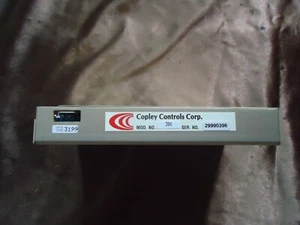 Copley Controls Corp.
MOD. NO. SER. NO. 29990396
3199